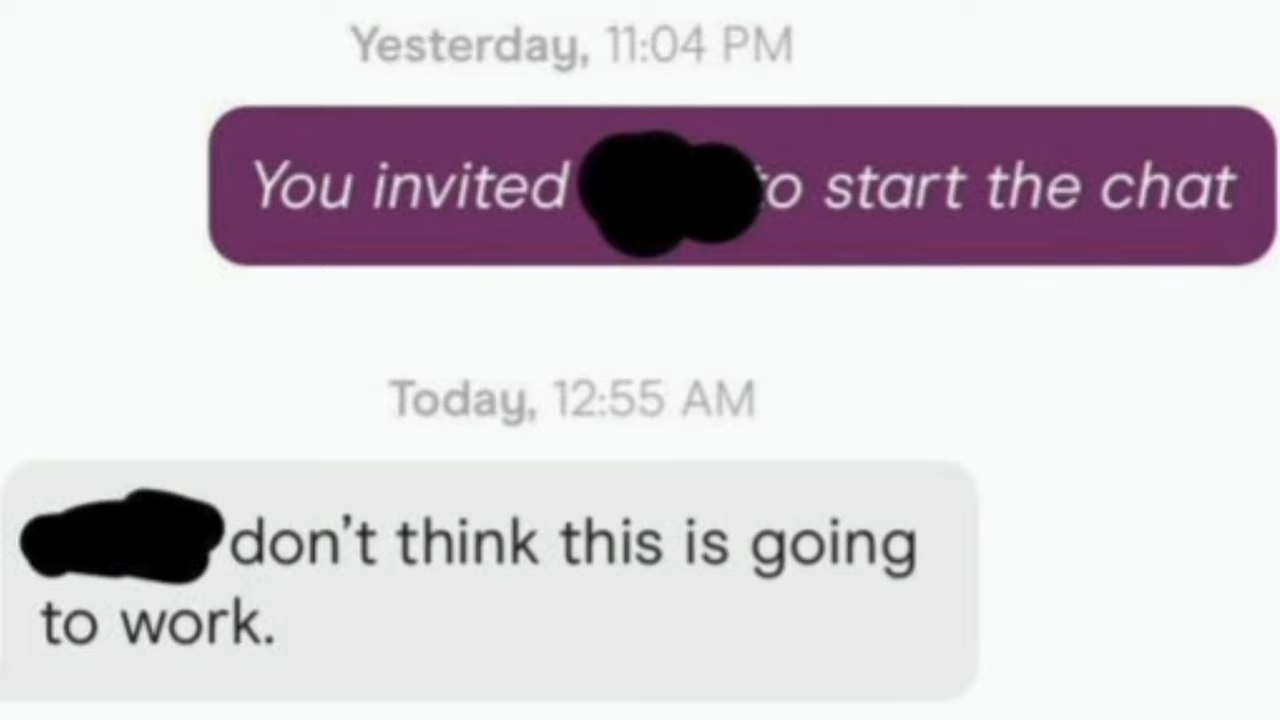 Yesterday, 11:04 PM
You invited to start the chat
Today, 12:55 AM
don't think this is going
to work.